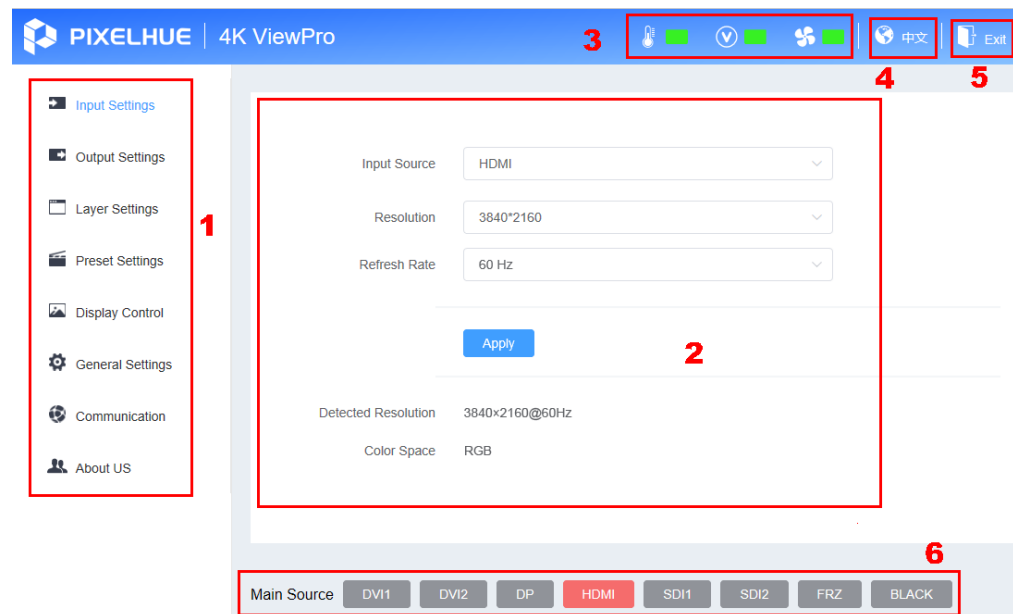 PIXELHUE | 4K ViewPro
3
V
中文
Exit
4
5
Input Settings
Output Settings
Layer Settings
Preset Settings
Display Control
General Settings
Communication
About US
1
Input Source HDMI
Resolution 3840*2160
Refresh Rate 60 Hz
Apply
2
Detected Resolution 3840×2160@60Hz
Color Space RGB
6
Main Source DVI1 DVI2 DP HDMI SDI1 SDI2 FRZ BLACK